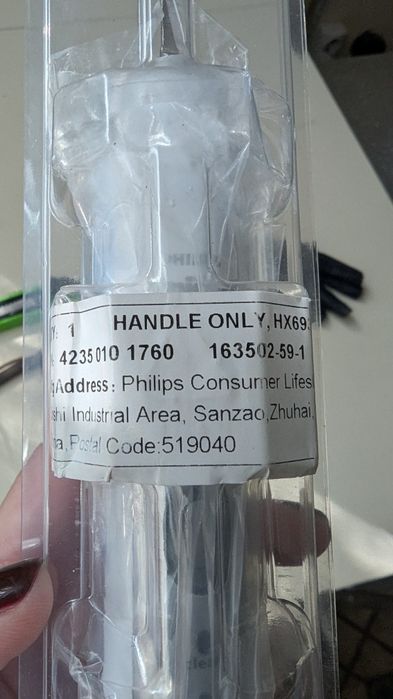 Y: 1 HANDLE ONLY, HX69
4235 010 1760 163502-59-1
g Address: Philips Consumer Lifes
shi Industrial Area, Sanzao, Zhuhai,
na, Postal Code:519040